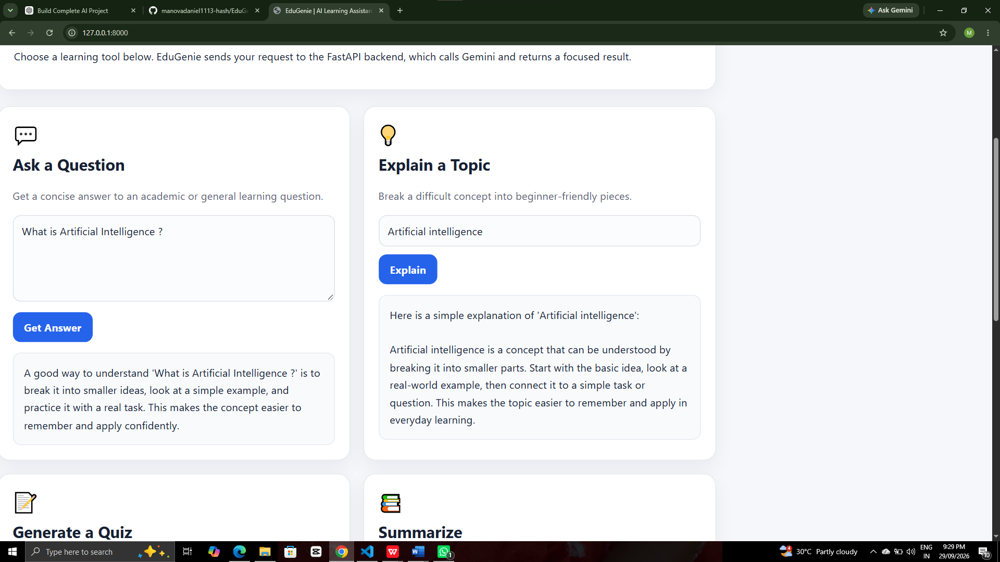 Build Complete AI Project
manovadaniel1113-hash/EduGe
EduGenie | AI Learning Assistan
Ask Gemini
127.0.0.1:8000
M
Choose a learning tool below. EduGenie sends your request to the FastAPI backend, which calls Gemini and returns a focused result.
Ask a Question
Get a concise answer to an academic or general learning question.
What is Artificial Intelligence ?
Get Answer
A good way to understand 'What is Artificial Intelligence ?' is to
break it into smaller ideas, look at a simple example, and
practice it with a real task. This makes the concept easier to
remember and apply confidently.
Explain a Topic
Break a difficult concept into beginner-friendly pieces.
Artificial intelligence
Explain
Here is a simple explanation of 'Artificial intelligence':
Artificial intelligence is a concept that can be understood by
breaking it into smaller parts. Start with the basic idea, look at a
real-world example, then connect it to a simple task or
question. This makes the topic easier to remember and apply in
everyday learning.
Generate a Quiz
Summarize
Type here to search
W
W
1
4
30°C Partly cloudy
ENG
IN
9:29 PM
29/09/2026
10